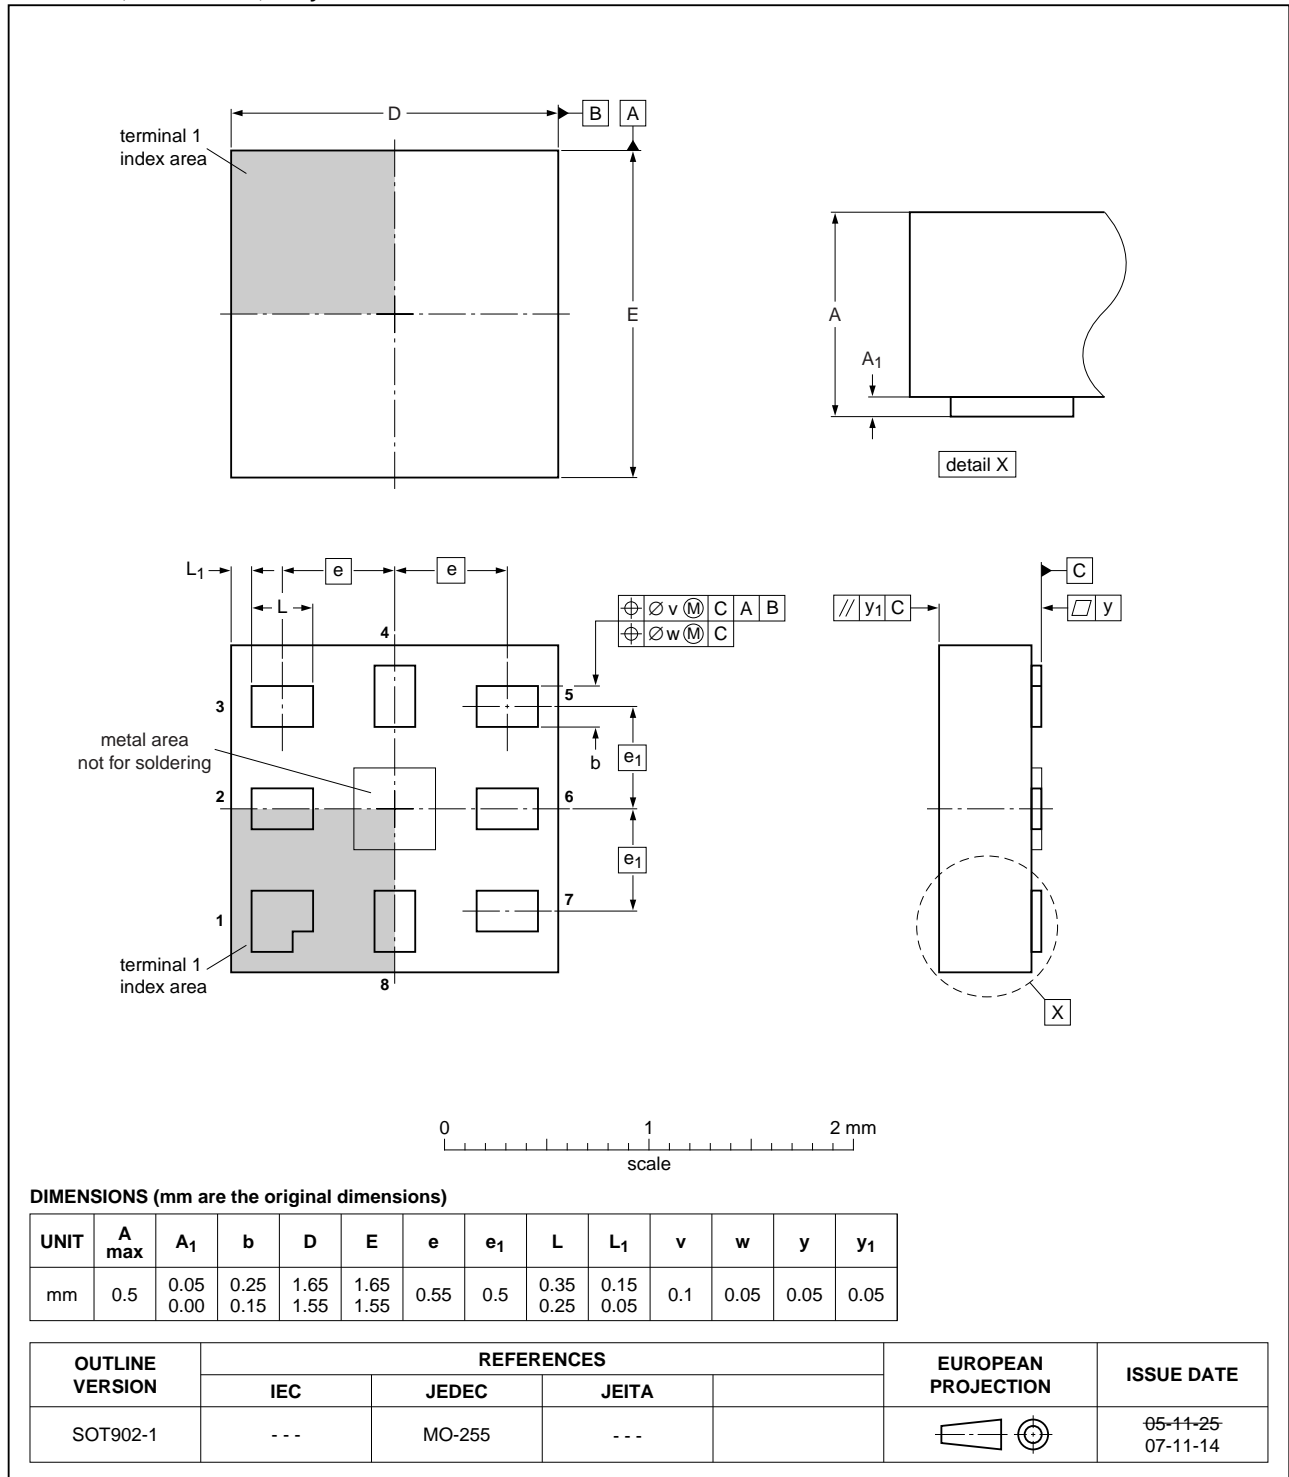 D
B
A
terminal 1
index area
E
A
A1
detail X
L1
e
e
L
4
⌖ ∅ v Ⓜ C A B
⌖ ∅ w Ⓜ C
// y1 C
C
▱ y
3
5
metal area
not for soldering
b
e1
2
6
e1
1
7
terminal 1
index area
8
X
0 1 2 mm
scale
DIMENSIONS (mm are the original dimensions)
UNIT A max A1 b D E e e1 L L1 v w y y1
mm 0.5 0.05 0.00 0.25 0.15 1.65 1.55 1.65 1.55 0.55 0.5 0.35 0.25 0.15 0.05 0.1 0.05 0.05 0.05
OUTLINE VERSION REFERENCES EUROPEAN PROJECTION ISSUE DATE
IEC JEDEC JEITA
SOT902-1 - - - MO-255 - - - 05-11-25
07-11-14